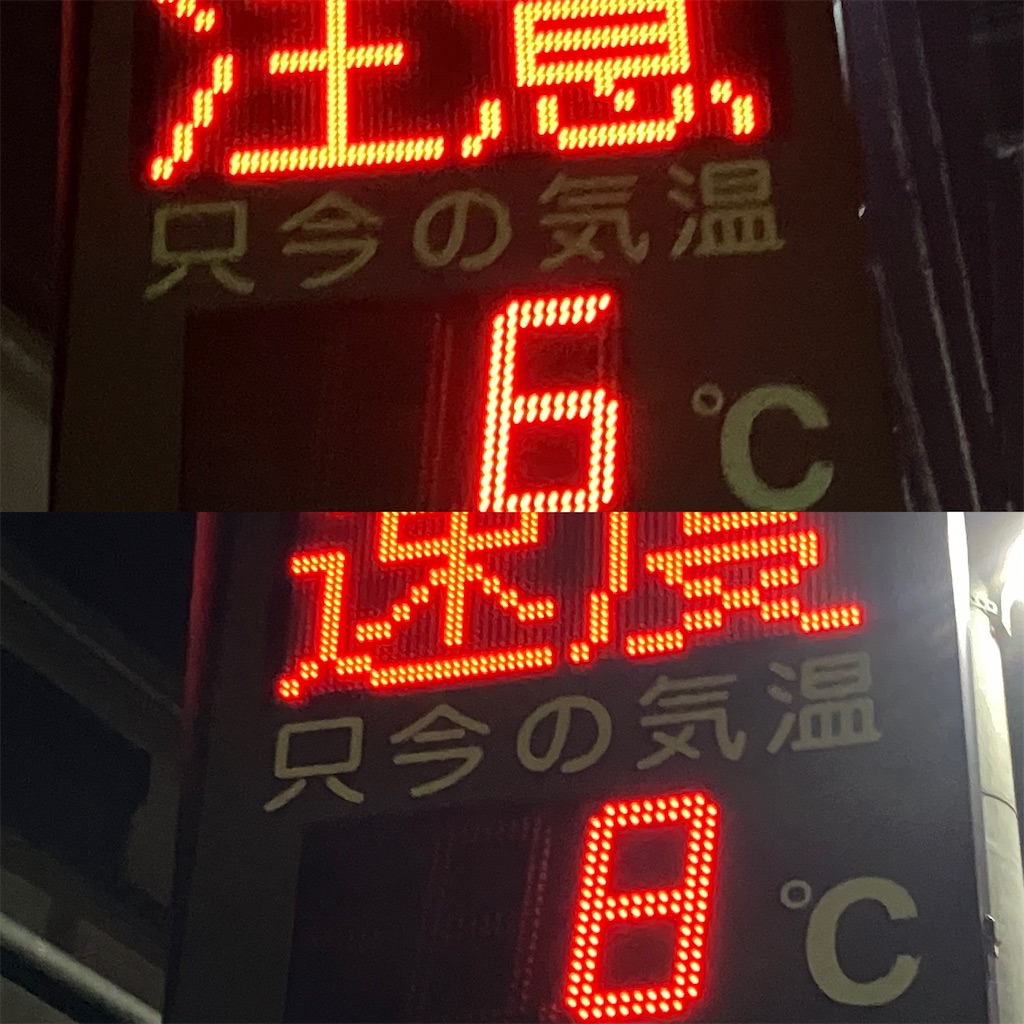 注意
只今の気温
6 ℃
速度
只今の気温
8 ℃